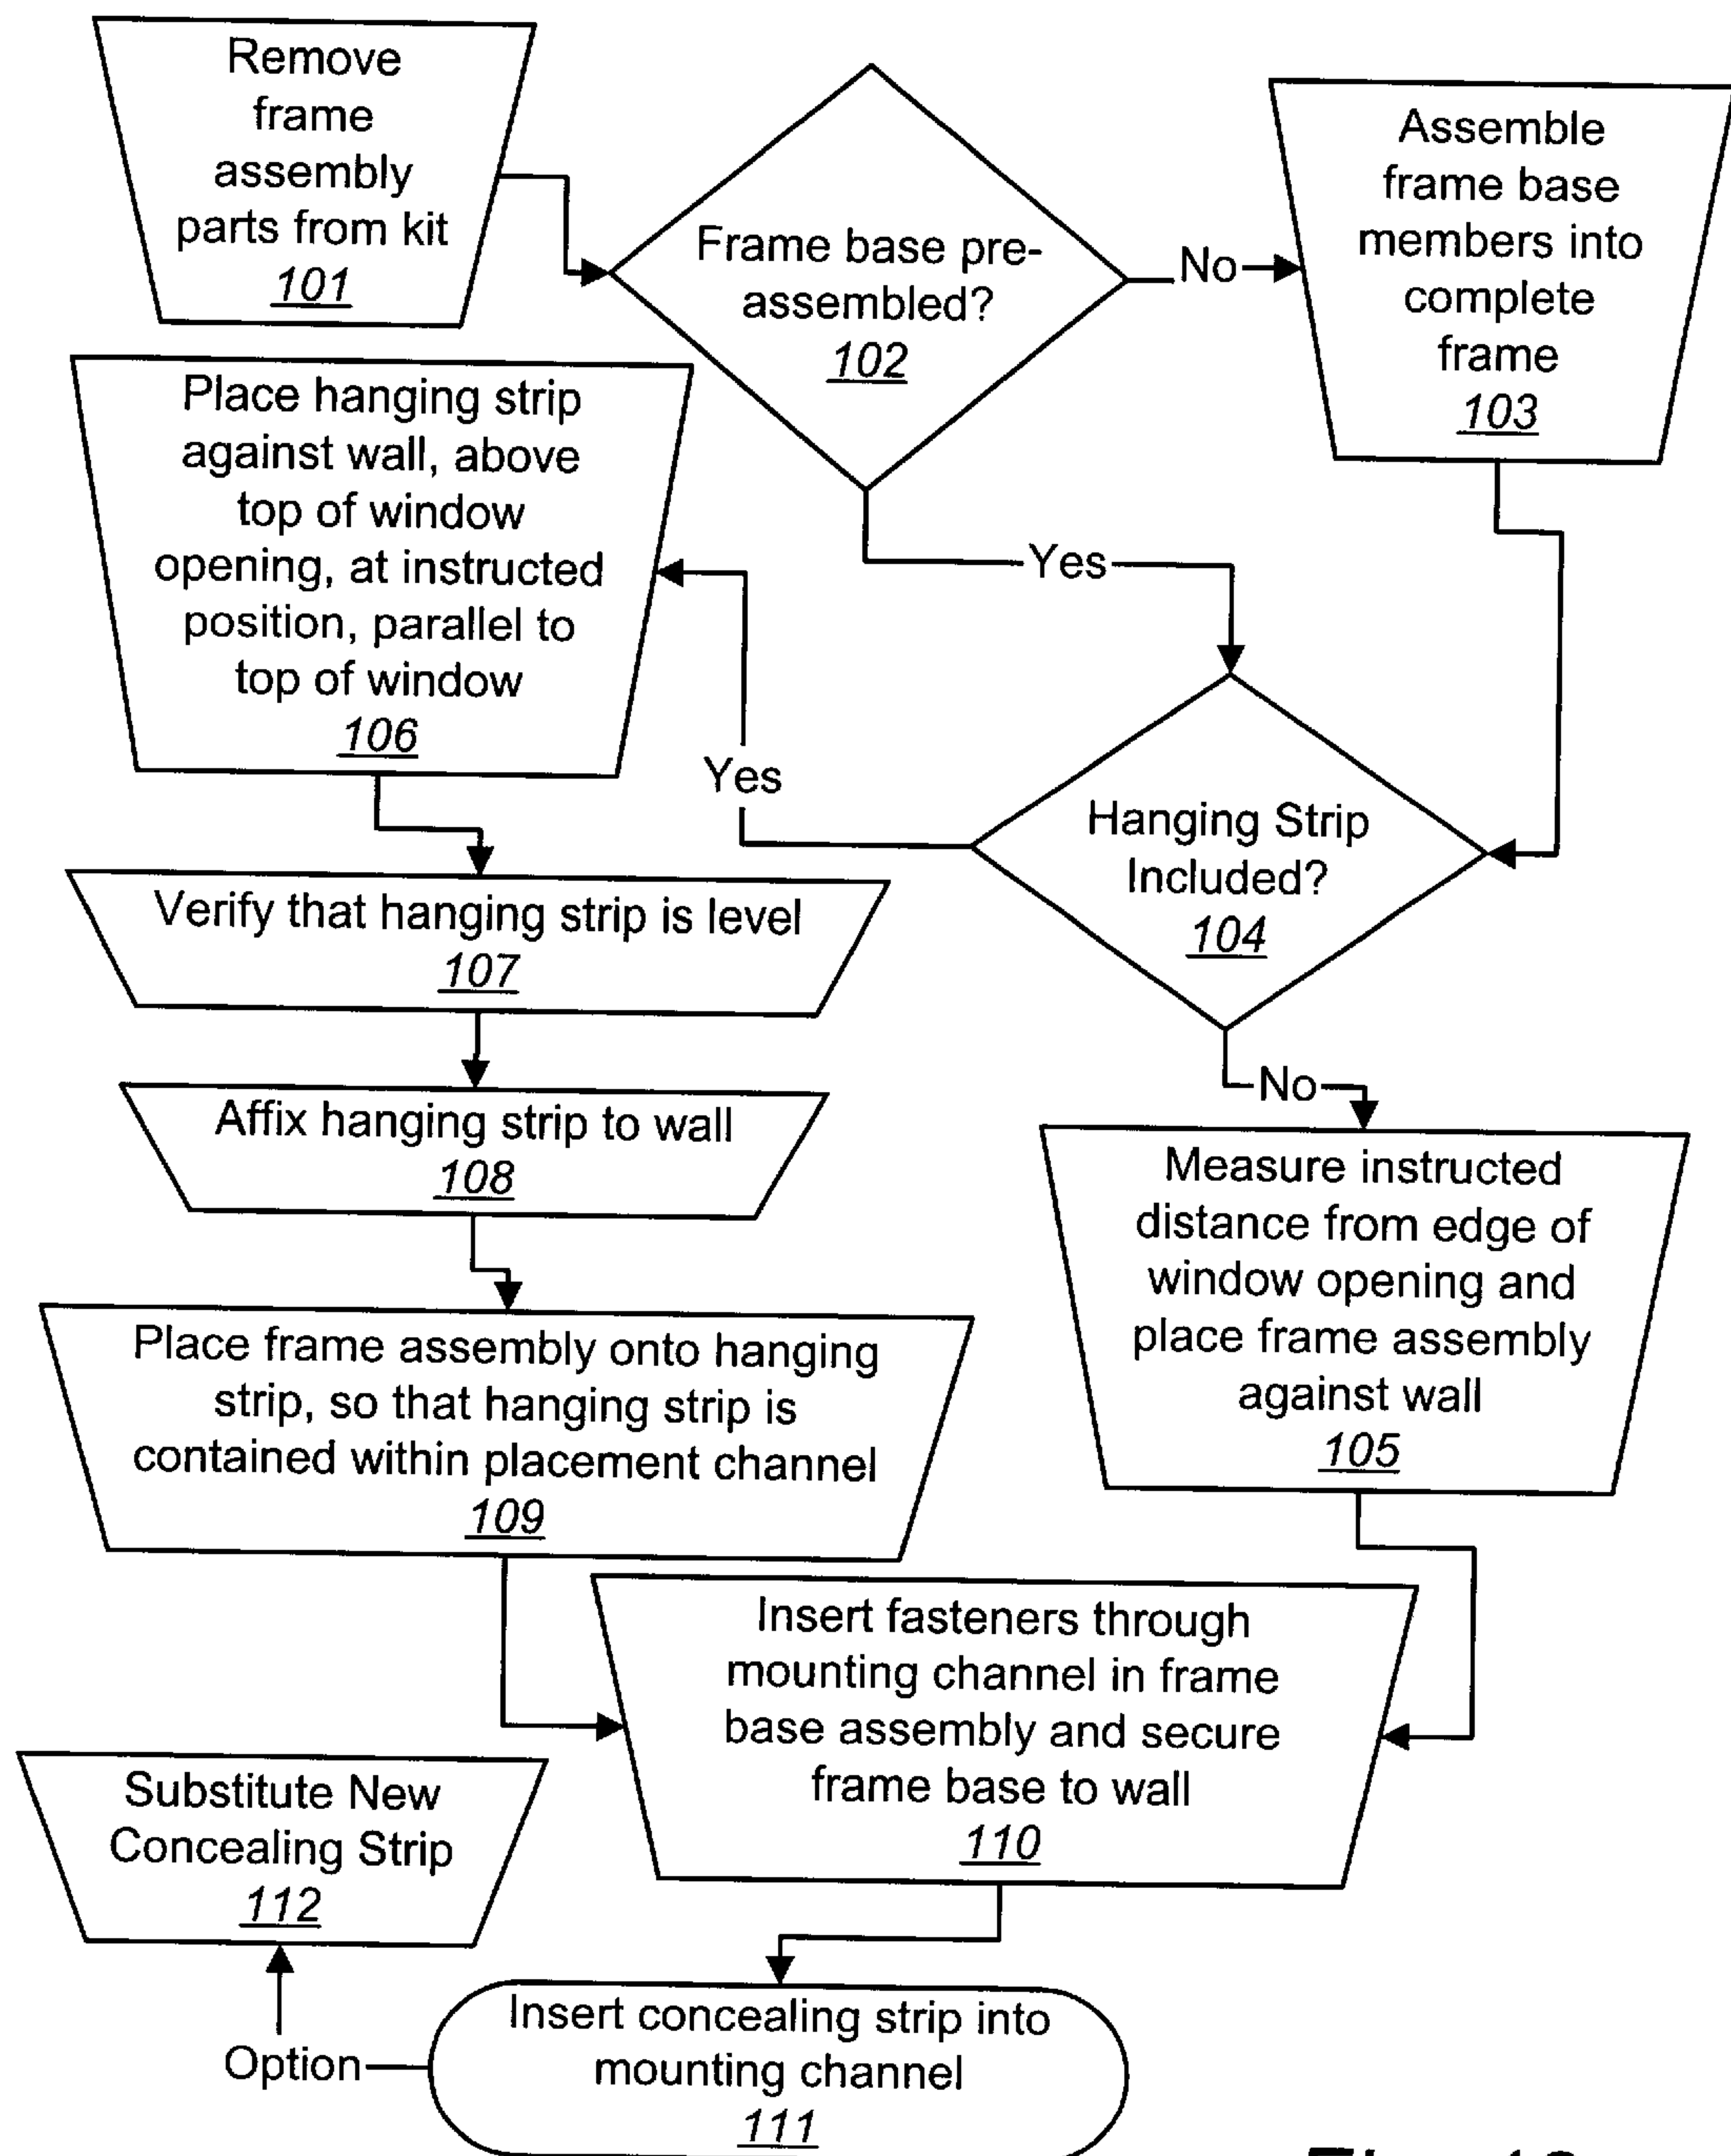 Remove
frame
assembly
parts from kit
101
Frame base pre-
assembled?
102
No
Assemble
frame base
members into
complete
frame
103
Yes
Hanging Strip
Included?
104
Yes
Place hanging strip
against wall, above
top of window
opening, at instructed
position, parallel to
top of window
106
Verify that hanging strip is level
107
Affix hanging strip to wall
108
Place frame assembly onto hanging
strip, so that hanging strip is
contained within placement channel
109
No
Measure instructed
distance from edge of
window opening and
place frame assembly
against wall
105
Insert fasteners through
mounting channel in frame
base assembly and secure
frame base to wall
110
Insert concealing strip into
mounting channel
111
Option
Substitute New
Concealing Strip
112